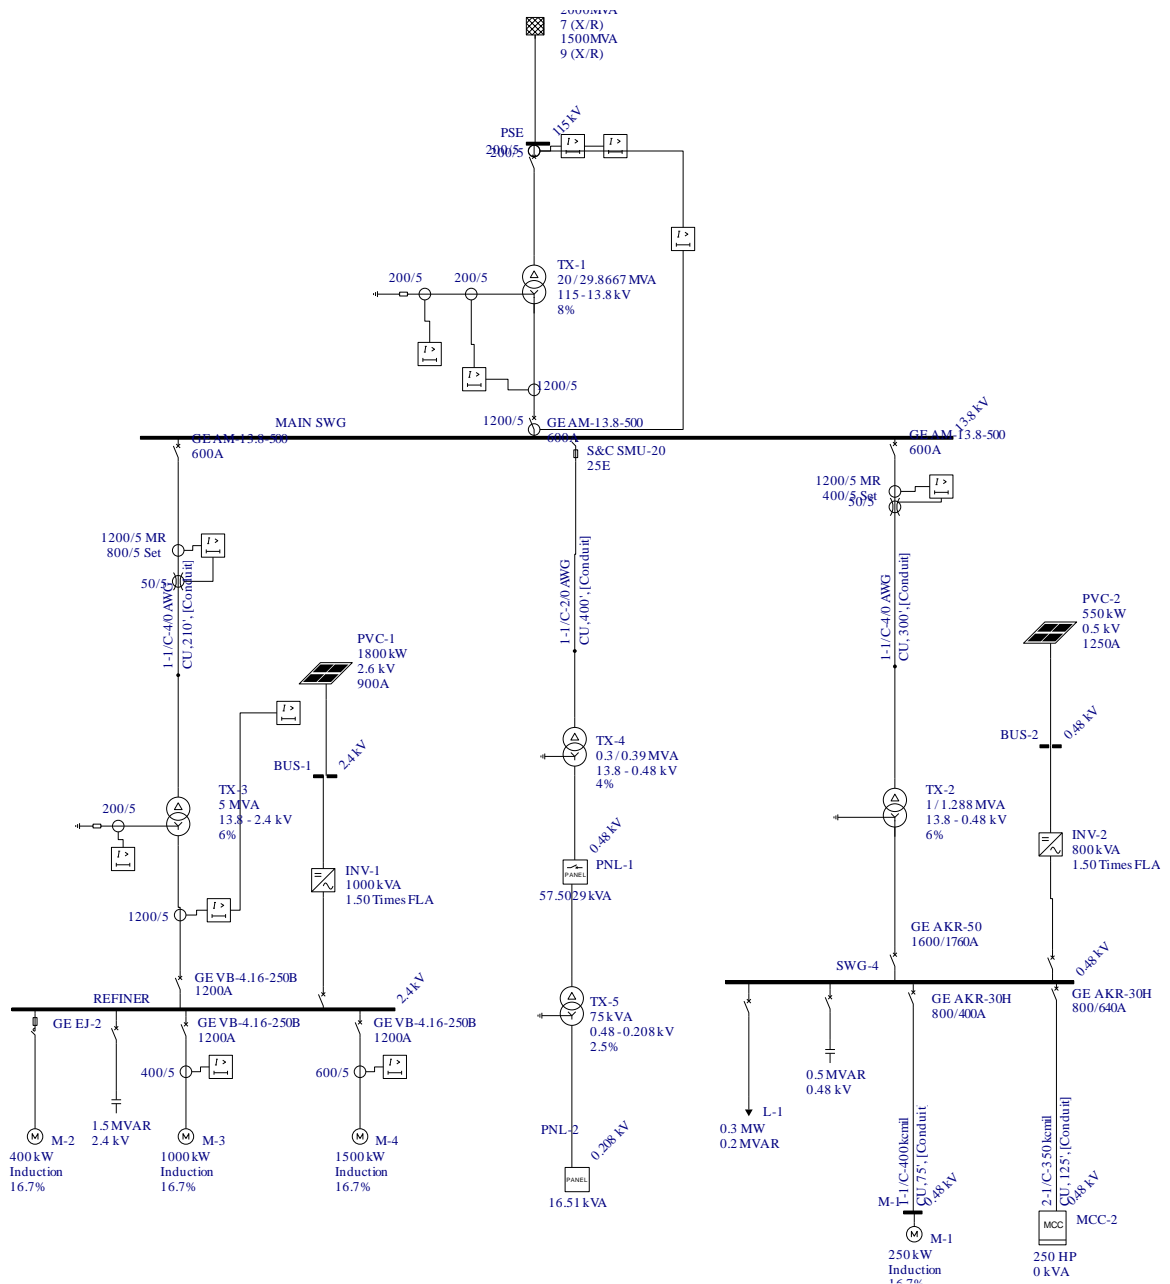 2000MVA
7 (X/R)
1500MVA
9 (X/R)
115 kV
PSE
200/5
200/5
I >
I >
I >
TX-1
20/29.8667 MVA
115 - 13.8 kV
8%
200/5
200/5
I >
I >
1200/5
1200/5
GE AM-13.8-500
600A
MAIN SWG
13.8 kV
GE AM-13.8-500
600A
S&C SMU-20
25E
GE AM-13.8-500
600A
1200/5 MR
400/5 Set
50/5
I >
1200/5 MR
800/5 Set
50/5
I >
1-1/C-4/0 AWG
CU, 210', [Conduit]
1-1/C-2/0 AWG
CU, 400', [Conduit]
1-1/C-4/0 AWG
CU, 300', [Conduit]
PVC-2
550 kW
0.5 kV
1250A
PVC-1
1800 kW
2.6 kV
900A
I >
BUS-1
2.4 kV
TX-4
0.3/0.39 MVA
13.8 - 0.48 kV
4%
BUS-2
0.48 kV
TX-3
5 MVA
13.8 - 2.4 kV
6%
200/5
I >
TX-2
1/1.288 MVA
13.8 - 0.48 kV
6%
INV-1
1000 kVA
1.50 Times FLA
0.48 kV
PNL-1
PANEL
57.5029 kVA
INV-2
800 kVA
1.50 Times FLA
1200/5
I >
GE AKR-50
1600/1760A
SWG-4
0.48 kV
GE VB-4.16-250B
1200A
REFINER
2.4 kV
GE EJ-2
GE VB-4.16-250B
1200A
GE VB-4.16-250B
1200A
TX-5
75 kVA
0.48 - 0.208 kV
2.5%
GE AKR-30H
800/400A
GE AKR-30H
800/640A
400/5
I >
600/5
I >
0.5 MVAR
0.48 kV
1.5 MVAR
2.4 kV
L-1
0.3 MW
0.2 MVAR
M
M-2
400 kW
Induction
16.7%
M
M-3
1000 kW
Induction
16.7%
M
M-4
1500 kW
Induction
16.7%
PNL-2
0.208 kV
PANEL
16.51 kVA
1-1/C-400 kcmil
CU, 75', [Conduit]
2-1/C-350 kcmil
CU, 125', [Conduit]
0.48 kV
M
M-1
250 kW
Induction
16.7%
0.48 kV
MCC
MCC-2
250 HP
0 kVA